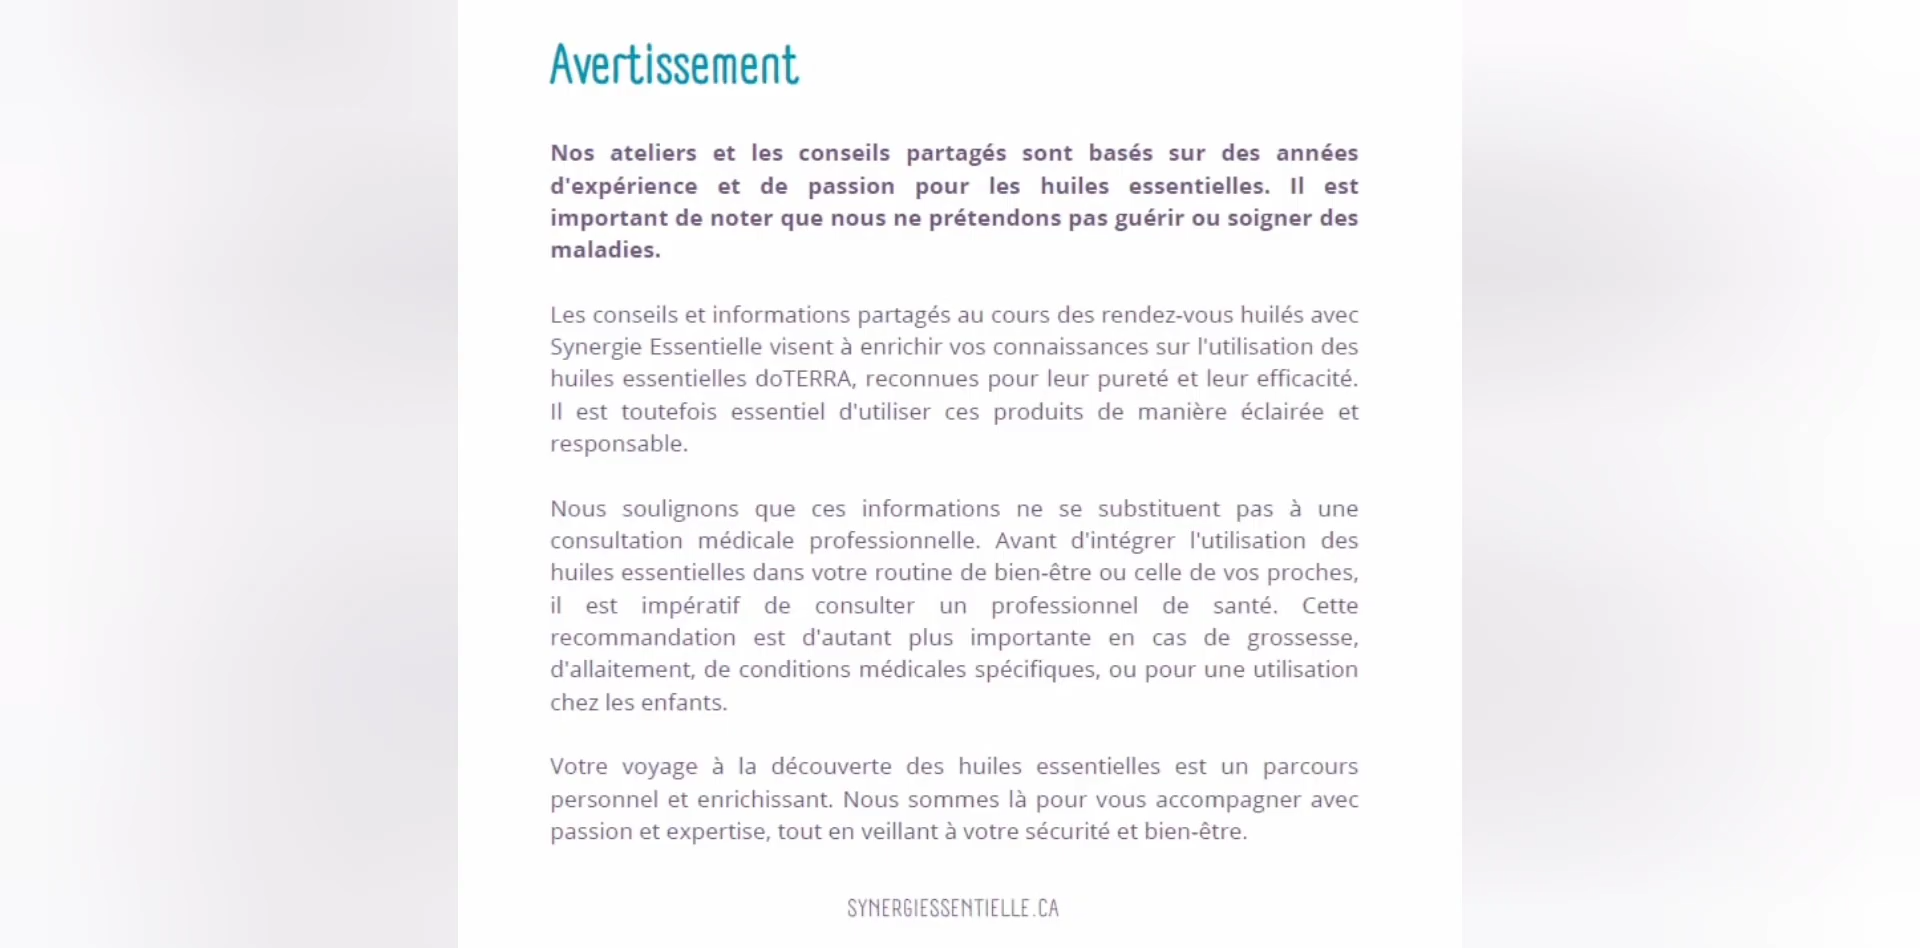 Avertissement
Nos ateliers et les conseils partagés sont basés sur des années
d'expérience et de passion pour les huiles essentielles. Il est
important de noter que nous ne prétendons pas guérir ou soigner des
maladies.
Les conseils et informations partagés au cours des rendez-vous huilés avec
Synergie Essentielle visent à enrichir vos connaissances sur l'utilisation des
huiles essentielles doTERRA, reconnues pour leur pureté et leur efficacité.
Il est toutefois essentiel d'utiliser ces produits de manière éclairée et
responsable.
Nous soulignons que ces informations ne se substituent pas à une
consultation médicale professionnelle. Avant d'intégrer l'utilisation des
huiles essentielles dans votre routine de bien-être ou celle de vos proches,
il est impératif de consulter un professionnel de santé. Cette
recommandation est d'autant plus importante en cas de grossesse,
d'allaitement, de conditions médicales spécifiques, ou pour une utilisation
chez les enfants.
Votre voyage à la découverte des huiles essentielles est un parcours
personnel et enrichissant. Nous sommes là pour vous accompagner avec
passion et expertise, tout en veillant à votre sécurité et bien-être.
SYNERGIESSENTIELLE.CA